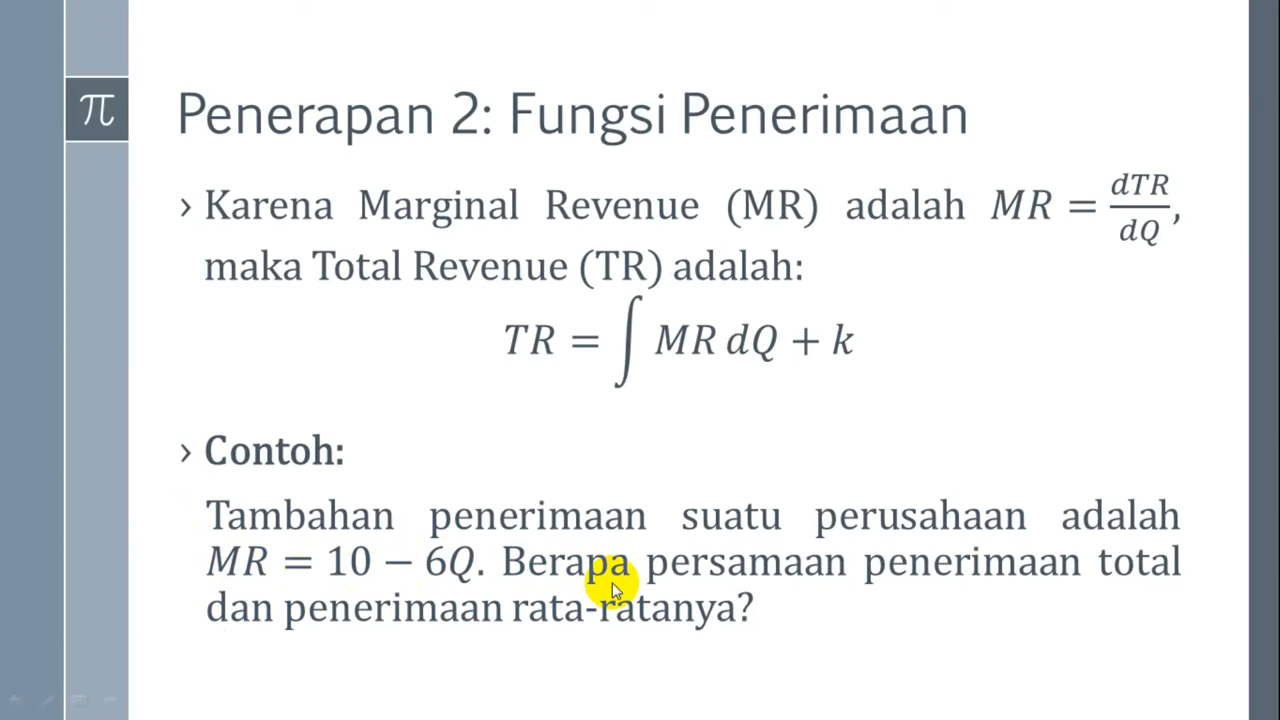 π
Penerapan 2: Fungsi Penerimaan
› Karena Marginal Revenue (MR) adalah MR = dTR/dQ,
maka Total Revenue (TR) adalah:
TR = ∫ MR dQ + k
› Contoh:
Tambahan penerimaan suatu perusahaan adalah
MR = 10 − 6Q. Berapa persamaan penerimaan total
dan penerimaan rata-ratanya?